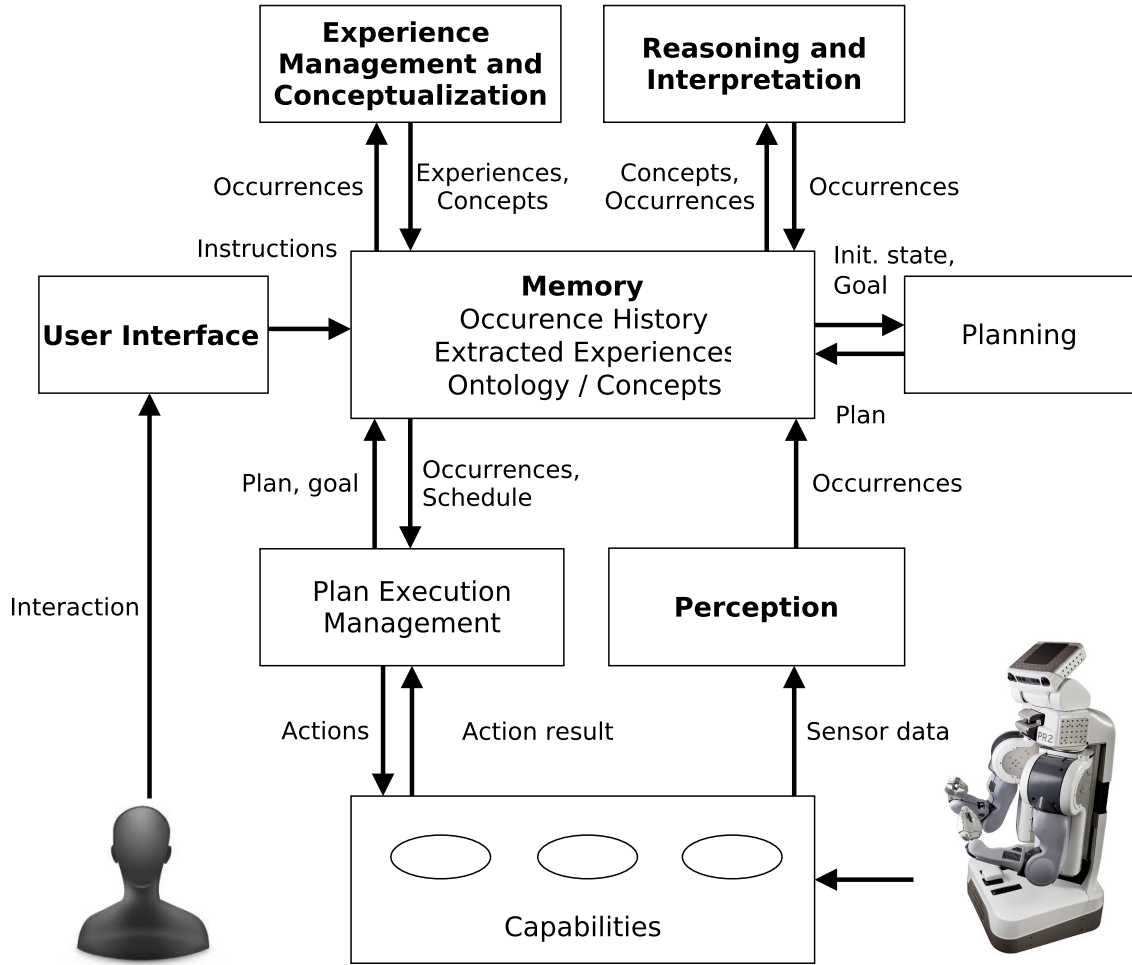 Experience
Management and
Conceptualization
Reasoning and
Interpretation
Occurrences
Experiences,
Concepts
Concepts,
Occurrences
Occurrences
Instructions
Init. state,
Goal
User Interface
Memory
Occurence History
Extracted Experiences
Ontology / Concepts
Planning
Plan
Plan, goal
Occurrences,
Schedule
Occurrences
Interaction
Plan Execution
Management
Perception
Actions
Action result
Sensor data
PR2
Capabilities